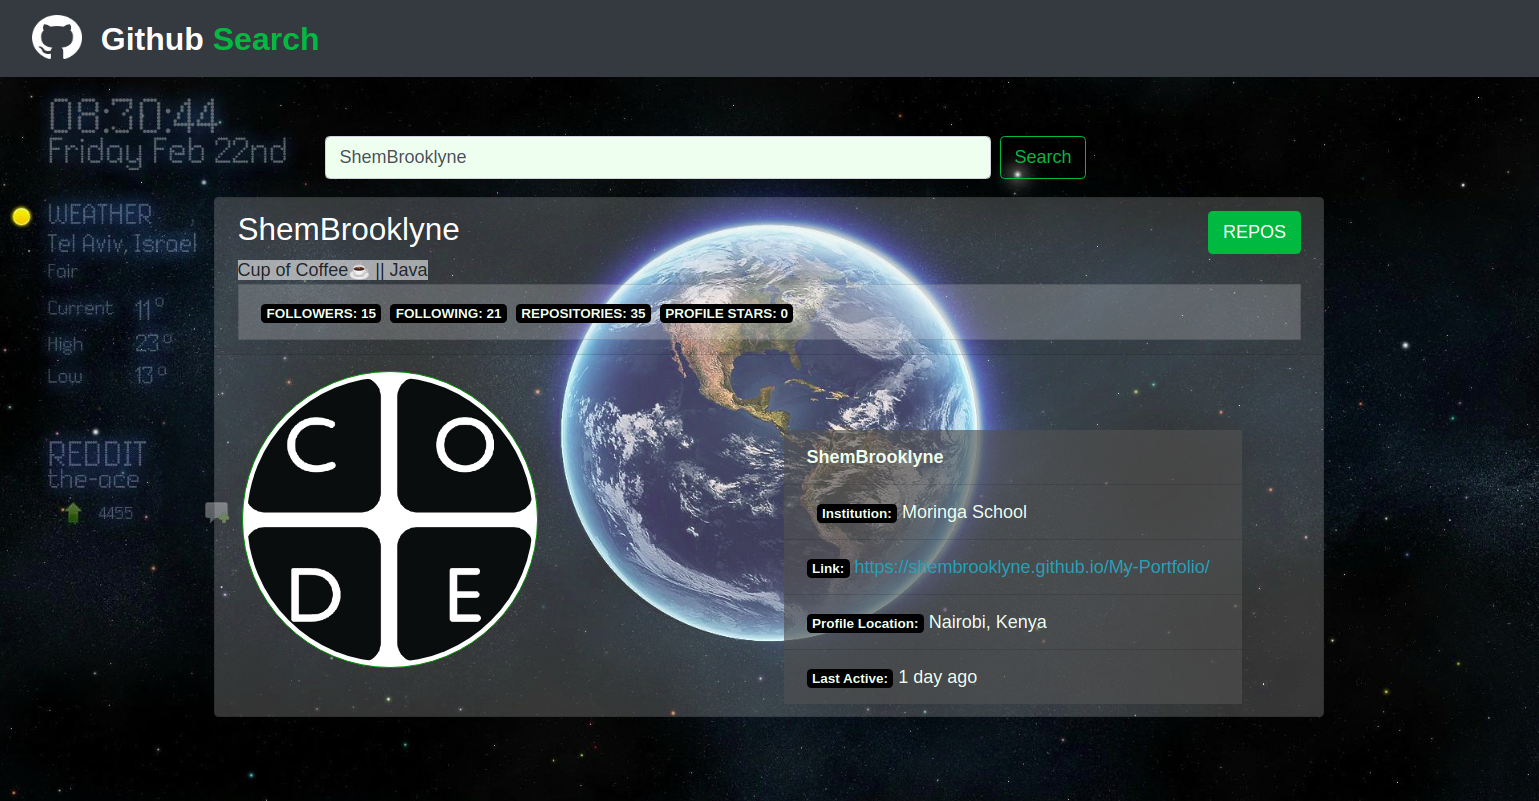 Github Search
08:30:44
Friday Feb 22nd
ShemBrooklyne
Search
WEATHER
Tel Aviv, Israel
Fair
Current 11°
High 23°
Low 13°
REDDIT
the-ace
4455
ShemBrooklyne
REPOS
Cup of Coffee☕ || Java
FOLLOWERS: 15 FOLLOWING: 21 REPOSITORIES: 35 PROFILE STARS: 0
C O
D E
ShemBrooklyne
Institution: Moringa School
Link: https://shembrooklyne.github.io/My-Portfolio/
Profile Location: Nairobi, Kenya
Last Active: 1 day ago